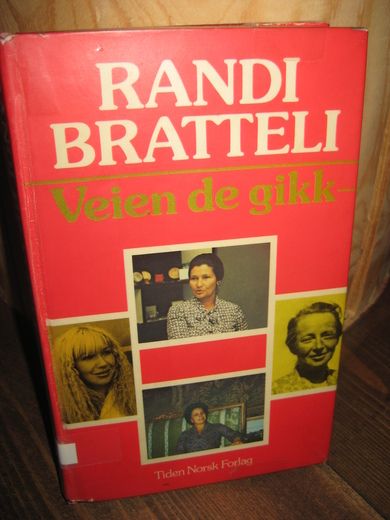 RANDI
BRATTELI
Veien de gikk
Tiden Norsk Forlag